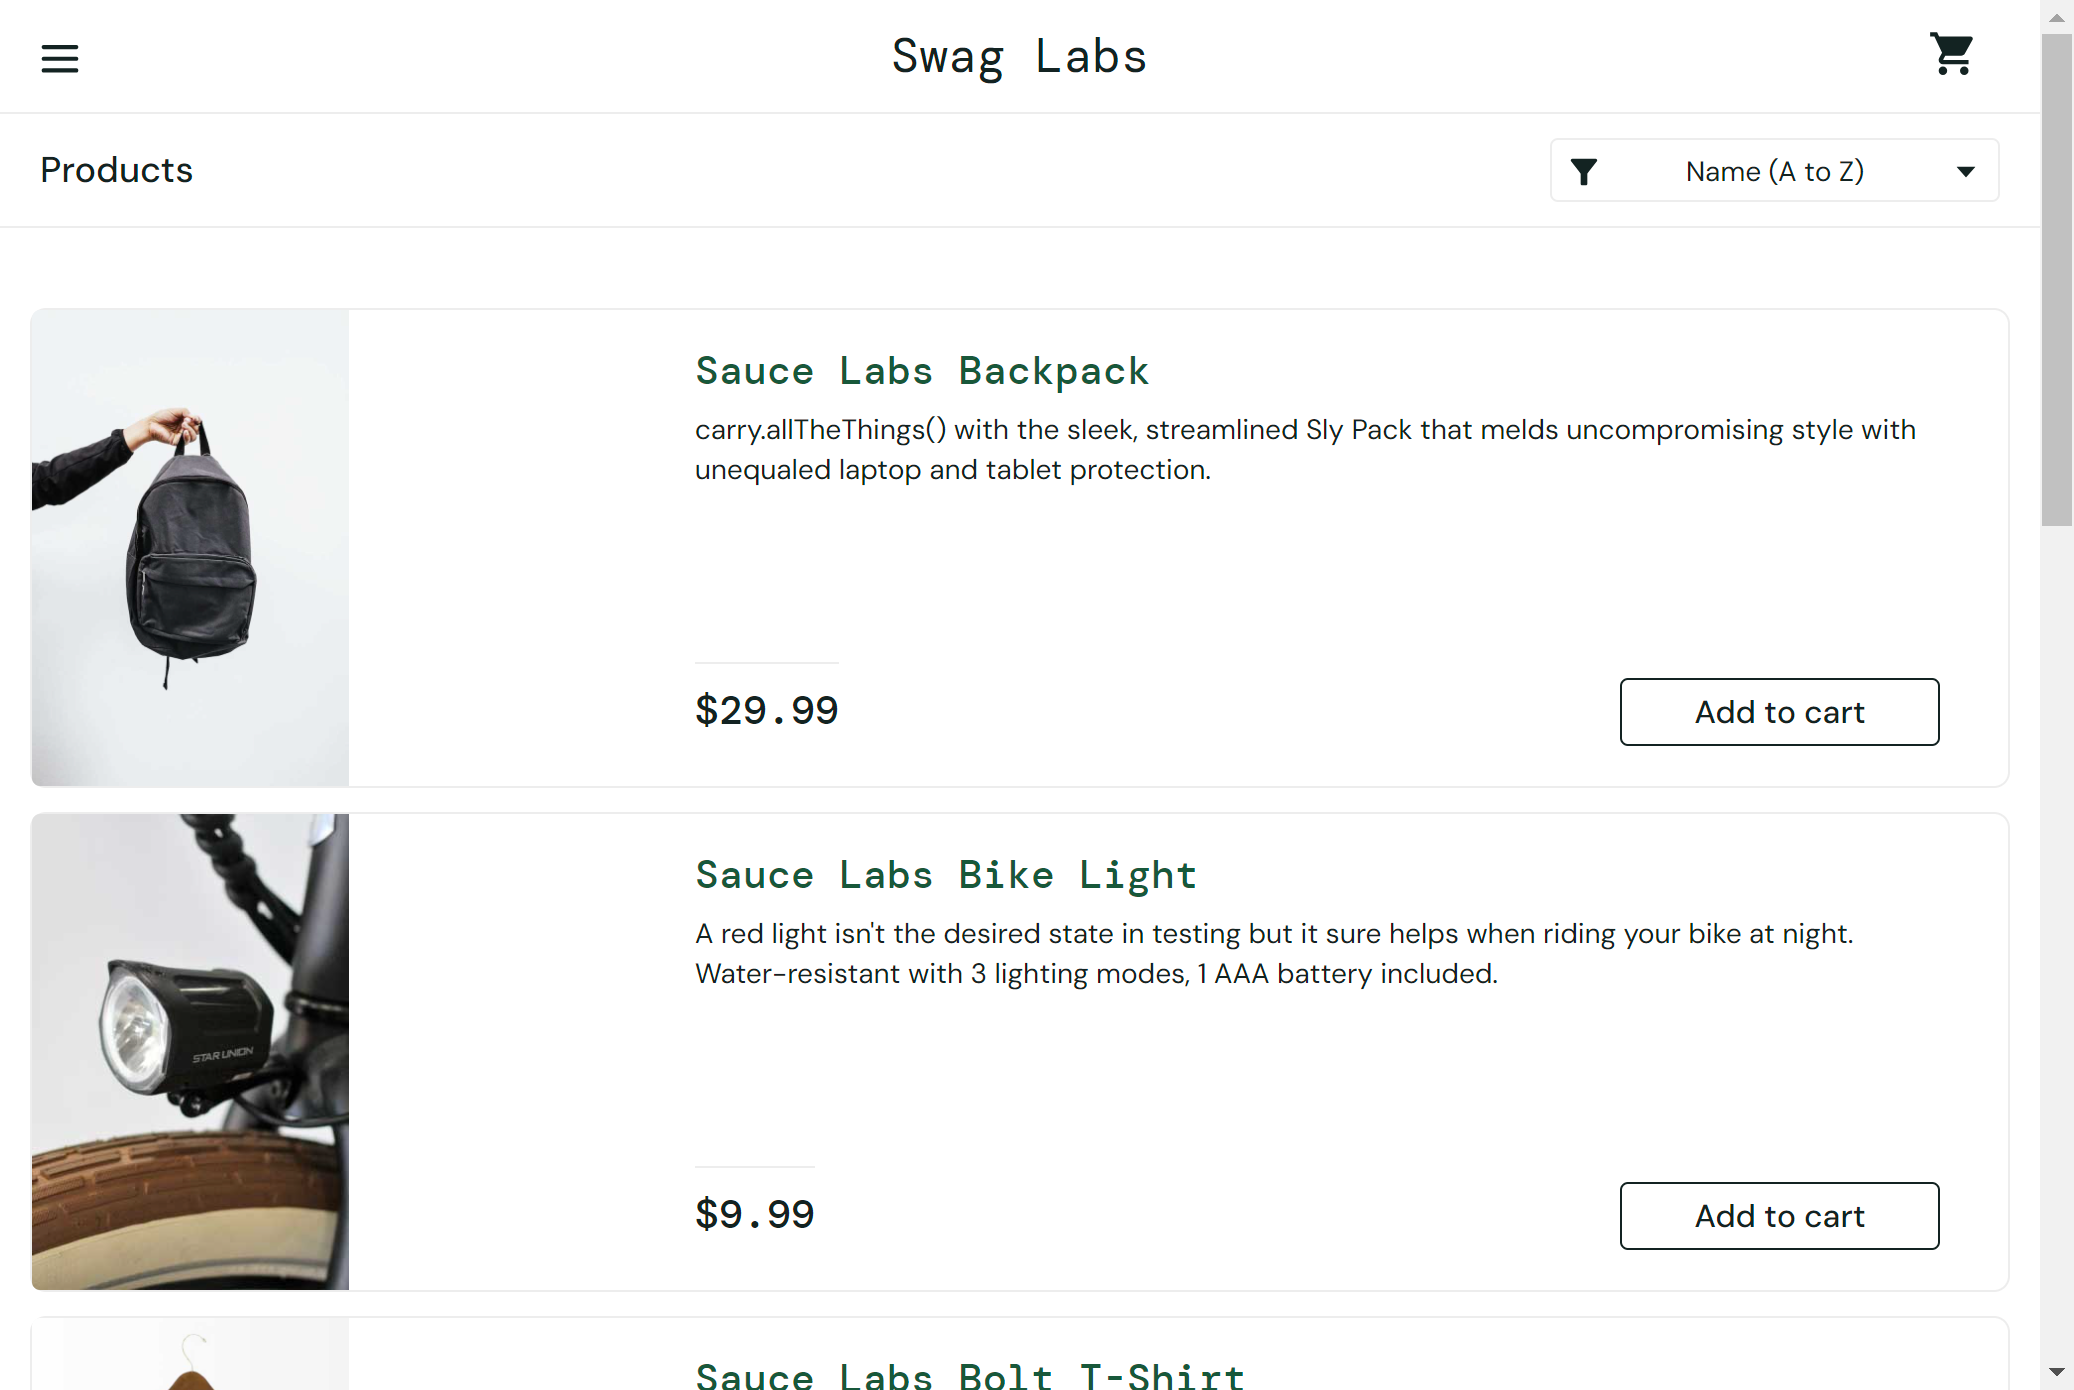 Swag Labs
Products
Name (A to Z)
Sauce Labs Backpack
carry.allTheThings() with the sleek, streamlined Sly Pack that melds uncompromising style with
unequaled laptop and tablet protection.
$29.99
Add to cart
STAR UNION
Sauce Labs Bike Light
A red light isn't the desired state in testing but it sure helps when riding your bike at night.
Water-resistant with 3 lighting modes, 1 AAA battery included.
$9.99
Add to cart
Sauce Labs Bolt T-Shirt